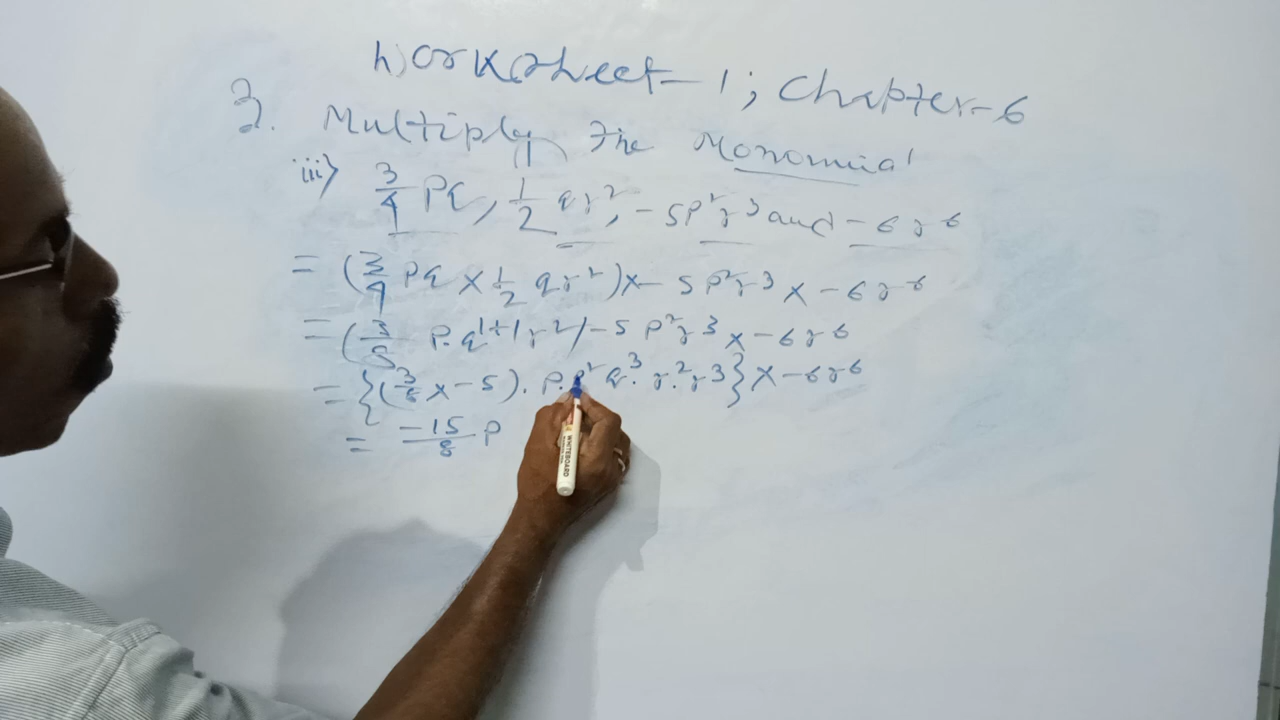 Worksheet-1; Chapter-6
3. Multiply the Monomial
iii) 3/4 pq, 1/2 qr², -5p²r³ and -6r⁶
= (3/4 pq × 1/2 qr²) × -5p²r³ × -6r⁶
= (3/8 p.q¹⁺¹r²) -5p²r³ × -6r⁶
= {(3/8 × -5). p.p² q³. r².r³} × -6r⁶
= -15/8 p
WHITEBOARD